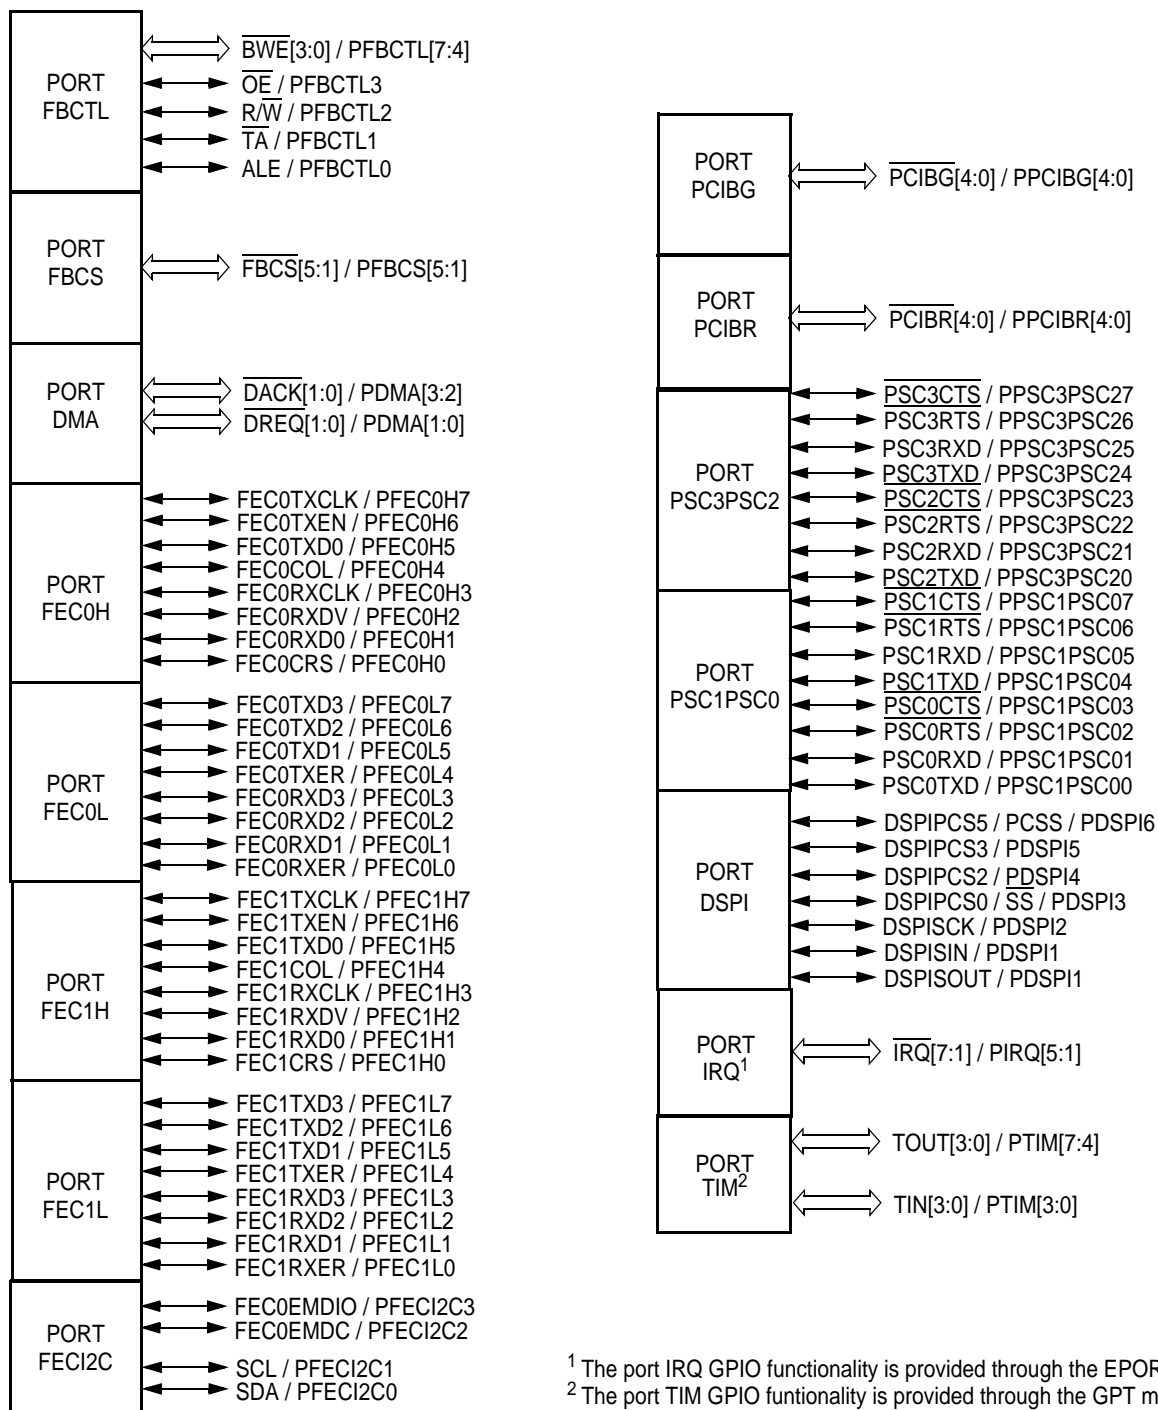 PORT
FBCTL
BWE[3:0] / PFBCTL[7:4]
OE / PFBCTL3
R/W / PFBCTL2
TA / PFBCTL1
ALE / PFBCTL0
PORT
FBCS
FBCS[5:1] / PFBCS[5:1]
PORT
DMA
DACK[1:0] / PDMA[3:2]
DREQ[1:0] / PDMA[1:0]
PORT
FEC0H
FEC0TXCLK / PFEC0H7
FEC0TXEN / PFEC0H6
FEC0TXD0 / PFEC0H5
FEC0COL / PFEC0H4
FEC0RXCLK / PFEC0H3
FEC0RXDV / PFEC0H2
FEC0RXD0 / PFEC0H1
FEC0CRS / PFEC0H0
PORT
FEC0L
FEC0TXD3 / PFEC0L7
FEC0TXD2 / PFEC0L6
FEC0TXD1 / PFEC0L5
FEC0TXER / PFEC0L4
FEC0RXD3 / PFEC0L3
FEC0RXD2 / PFEC0L2
FEC0RXD1 / PFEC0L1
FEC0RXER / PFEC0L0
PORT
FEC1H
FEC1TXCLK / PFEC1H7
FEC1TXEN / PFEC1H6
FEC1TXD0 / PFEC1H5
FEC1COL / PFEC1H4
FEC1RXCLK / PFEC1H3
FEC1RXDV / PFEC1H2
FEC1RXD0 / PFEC1H1
FEC1CRS / PFEC1H0
PORT
FEC1L
FEC1TXD3 / PFEC1L7
FEC1TXD2 / PFEC1L6
FEC1TXD1 / PFEC1L5
FEC1TXER / PFEC1L4
FEC1RXD3 / PFEC1L3
FEC1RXD2 / PFEC1L2
FEC1RXD1 / PFEC1L1
FEC1RXER / PFEC1L0
PORT
FECI2C
FEC0EMDIO / PFECI2C3
FEC0EMDC / PFECI2C2
SCL / PFECI2C1
SDA / PFECI2C0
PORT
PCIBG
PCIBG[4:0] / PPCIBG[4:0]
PORT
PCIBR
PCIBR[4:0] / PPCIBR[4:0]
PORT
PSC3PSC2
PSC3CTS / PPSC3PSC27
PSC3RTS / PPSC3PSC26
PSC3RXD / PPSC3PSC25
PSC3TXD / PPSC3PSC24
PSC2CTS / PPSC3PSC23
PSC2RTS / PPSC3PSC22
PSC2RXD / PPSC3PSC21
PSC2TXD / PPSC3PSC20
PORT
PSC1PSC0
PSC1CTS / PPSC1PSC07
PSC1RTS / PPSC1PSC06
PSC1RXD / PPSC1PSC05
PSC1TXD / PPSC1PSC04
PSC0CTS / PPSC1PSC03
PSC0RTS / PPSC1PSC02
PSC0RXD / PPSC1PSC01
PSC0TXD / PPSC1PSC00
PORT
DSPI
DSPIPCS5 / PCSS / PDSPI6
DSPIPCS3 / PDSPI5
DSPIPCS2 / PDSPI4
DSPIPCS0 / SS / PDSPI3
DSPISCK / PDSPI2
DSPISIN / PDSPI1
DSPISOUT / PDSPI1
PORT
IRQ1
IRQ[7:1] / PIRQ[5:1]
PORT
TIM2
TOUT[3:0] / PTIM[7:4]
TIN[3:0] / PTIM[3:0]
1 The port IRQ GPIO functionality is provided through the
2 The port TIM GPIO funtionality is provided through the GPT